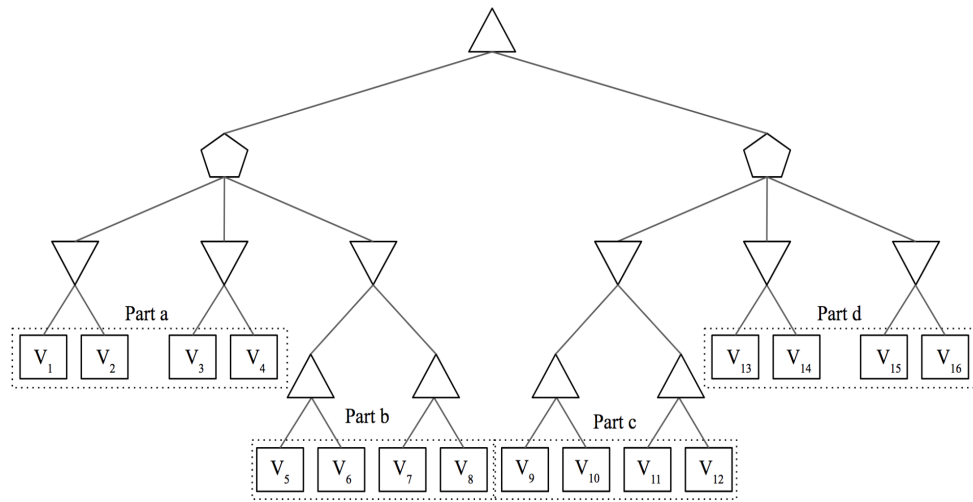 Part a
Part d
V1 V2 V3 V4
V13 V14 V15 V16
Part b
Part c
V5 V6 V7 V8
V9 V10 V11 V12